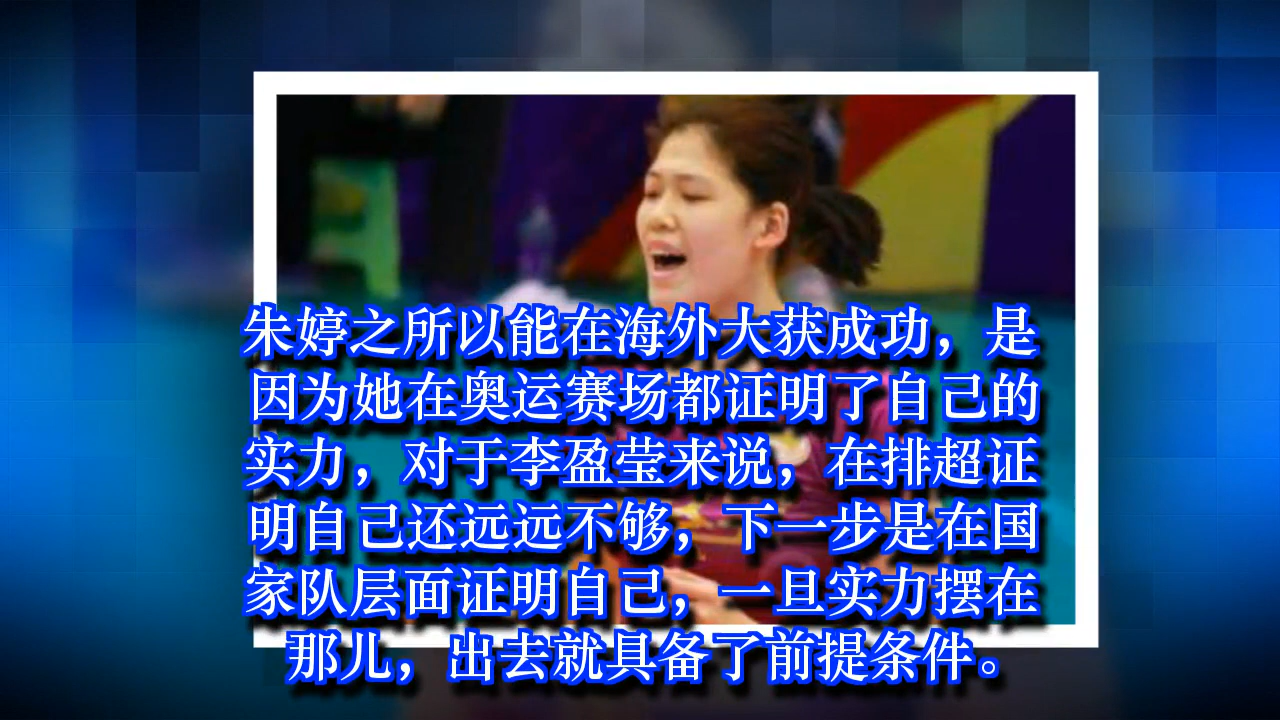 朱婷之所以能在海外大获成功，是
因为她在奥运赛场都证明了自己的
实力，对于李盈莹来说，在排超证
明自己还远远不够，下一步是在国
家队层面证明自己，一旦实力摆在
那儿，出去就具备了前提条件。